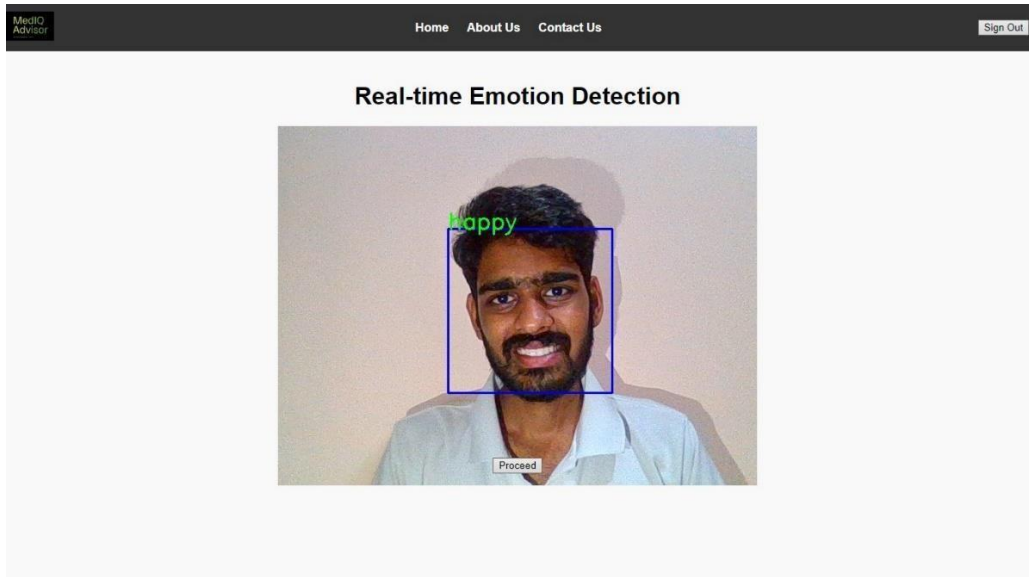 MedIQ
Advisor
Home About Us Contact Us
Sign Out
Real-time Emotion Detection
happy
Proceed